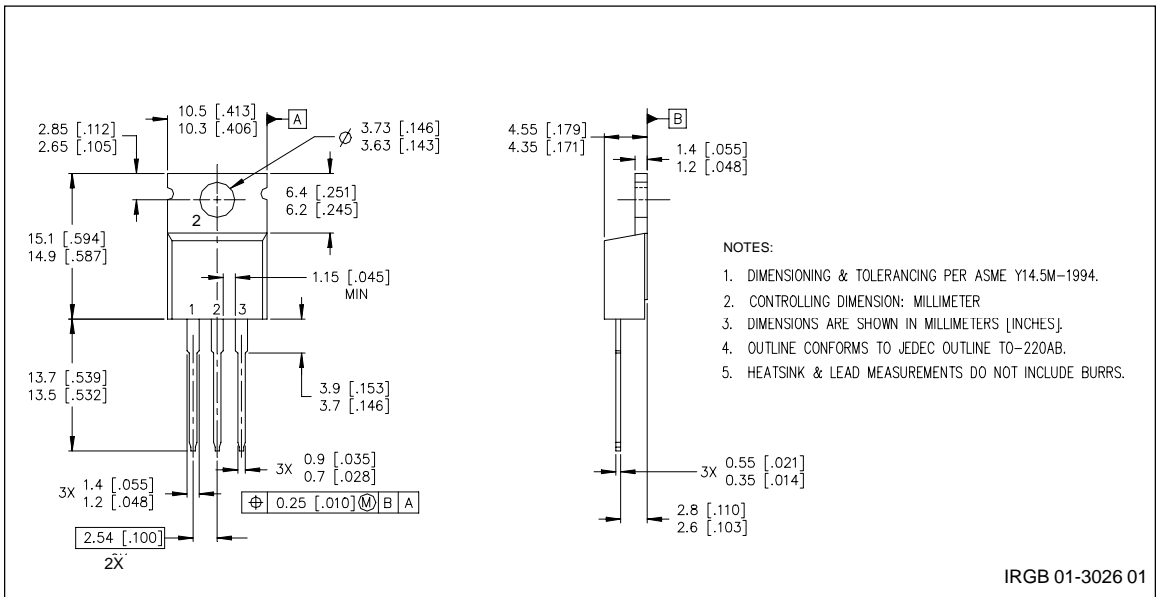 10.5 [.413]
10.3 [.406]
A
2.85 [.112]
2.65 [.105]
Ø 3.73 [.146]
3.63 [.143]
6.4 [.251]
6.2 [.245]
2
15.1 [.594]
14.9 [.587]
1.15 [.045]
MIN
1 2 3
13.7 [.539]
13.5 [.532]
3.9 [.153]
3.7 [.146]
3X 0.9 [.035]
0.7 [.028]
3X 1.4 [.055]
1.2 [.048]
⌖ 0.25 [.010] Ⓜ B A
2.54 [.100]
2X
B
4.55 [.179]
4.35 [.171]
1.4 [.055]
1.2 [.048]
3X 0.55 [.021]
0.35 [.014]
2.8 [.110]
2.6 [.103]
NOTES:
1. DIMENSIONING & TOLERANCING PER ASME Y14.5M-1994.
2. CONTROLLING DIMENSION: MILLIMETER
3. DIMENSIONS ARE SHOWN IN MILLIMETERS [INCHES].
4. OUTLINE CONFORMS TO JEDEC OUTLINE TO-220AB.
5. HEATSINK & LEAD MEASUREMENTS DO NOT INCLUDE BURRS.
IRGB 01-3026 01